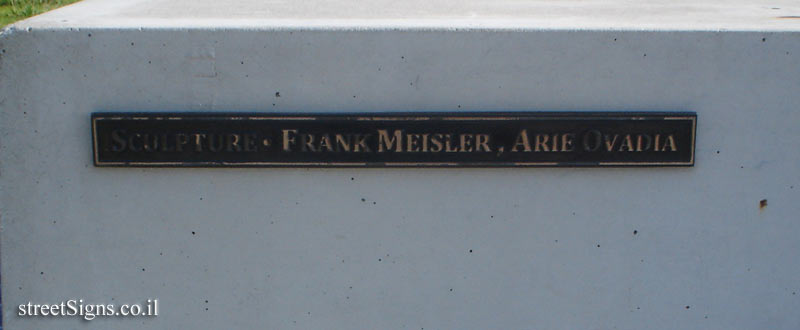 SCULPTURE · FRANK MEISLER, ARIE OVADIA
streetSigns.co.il